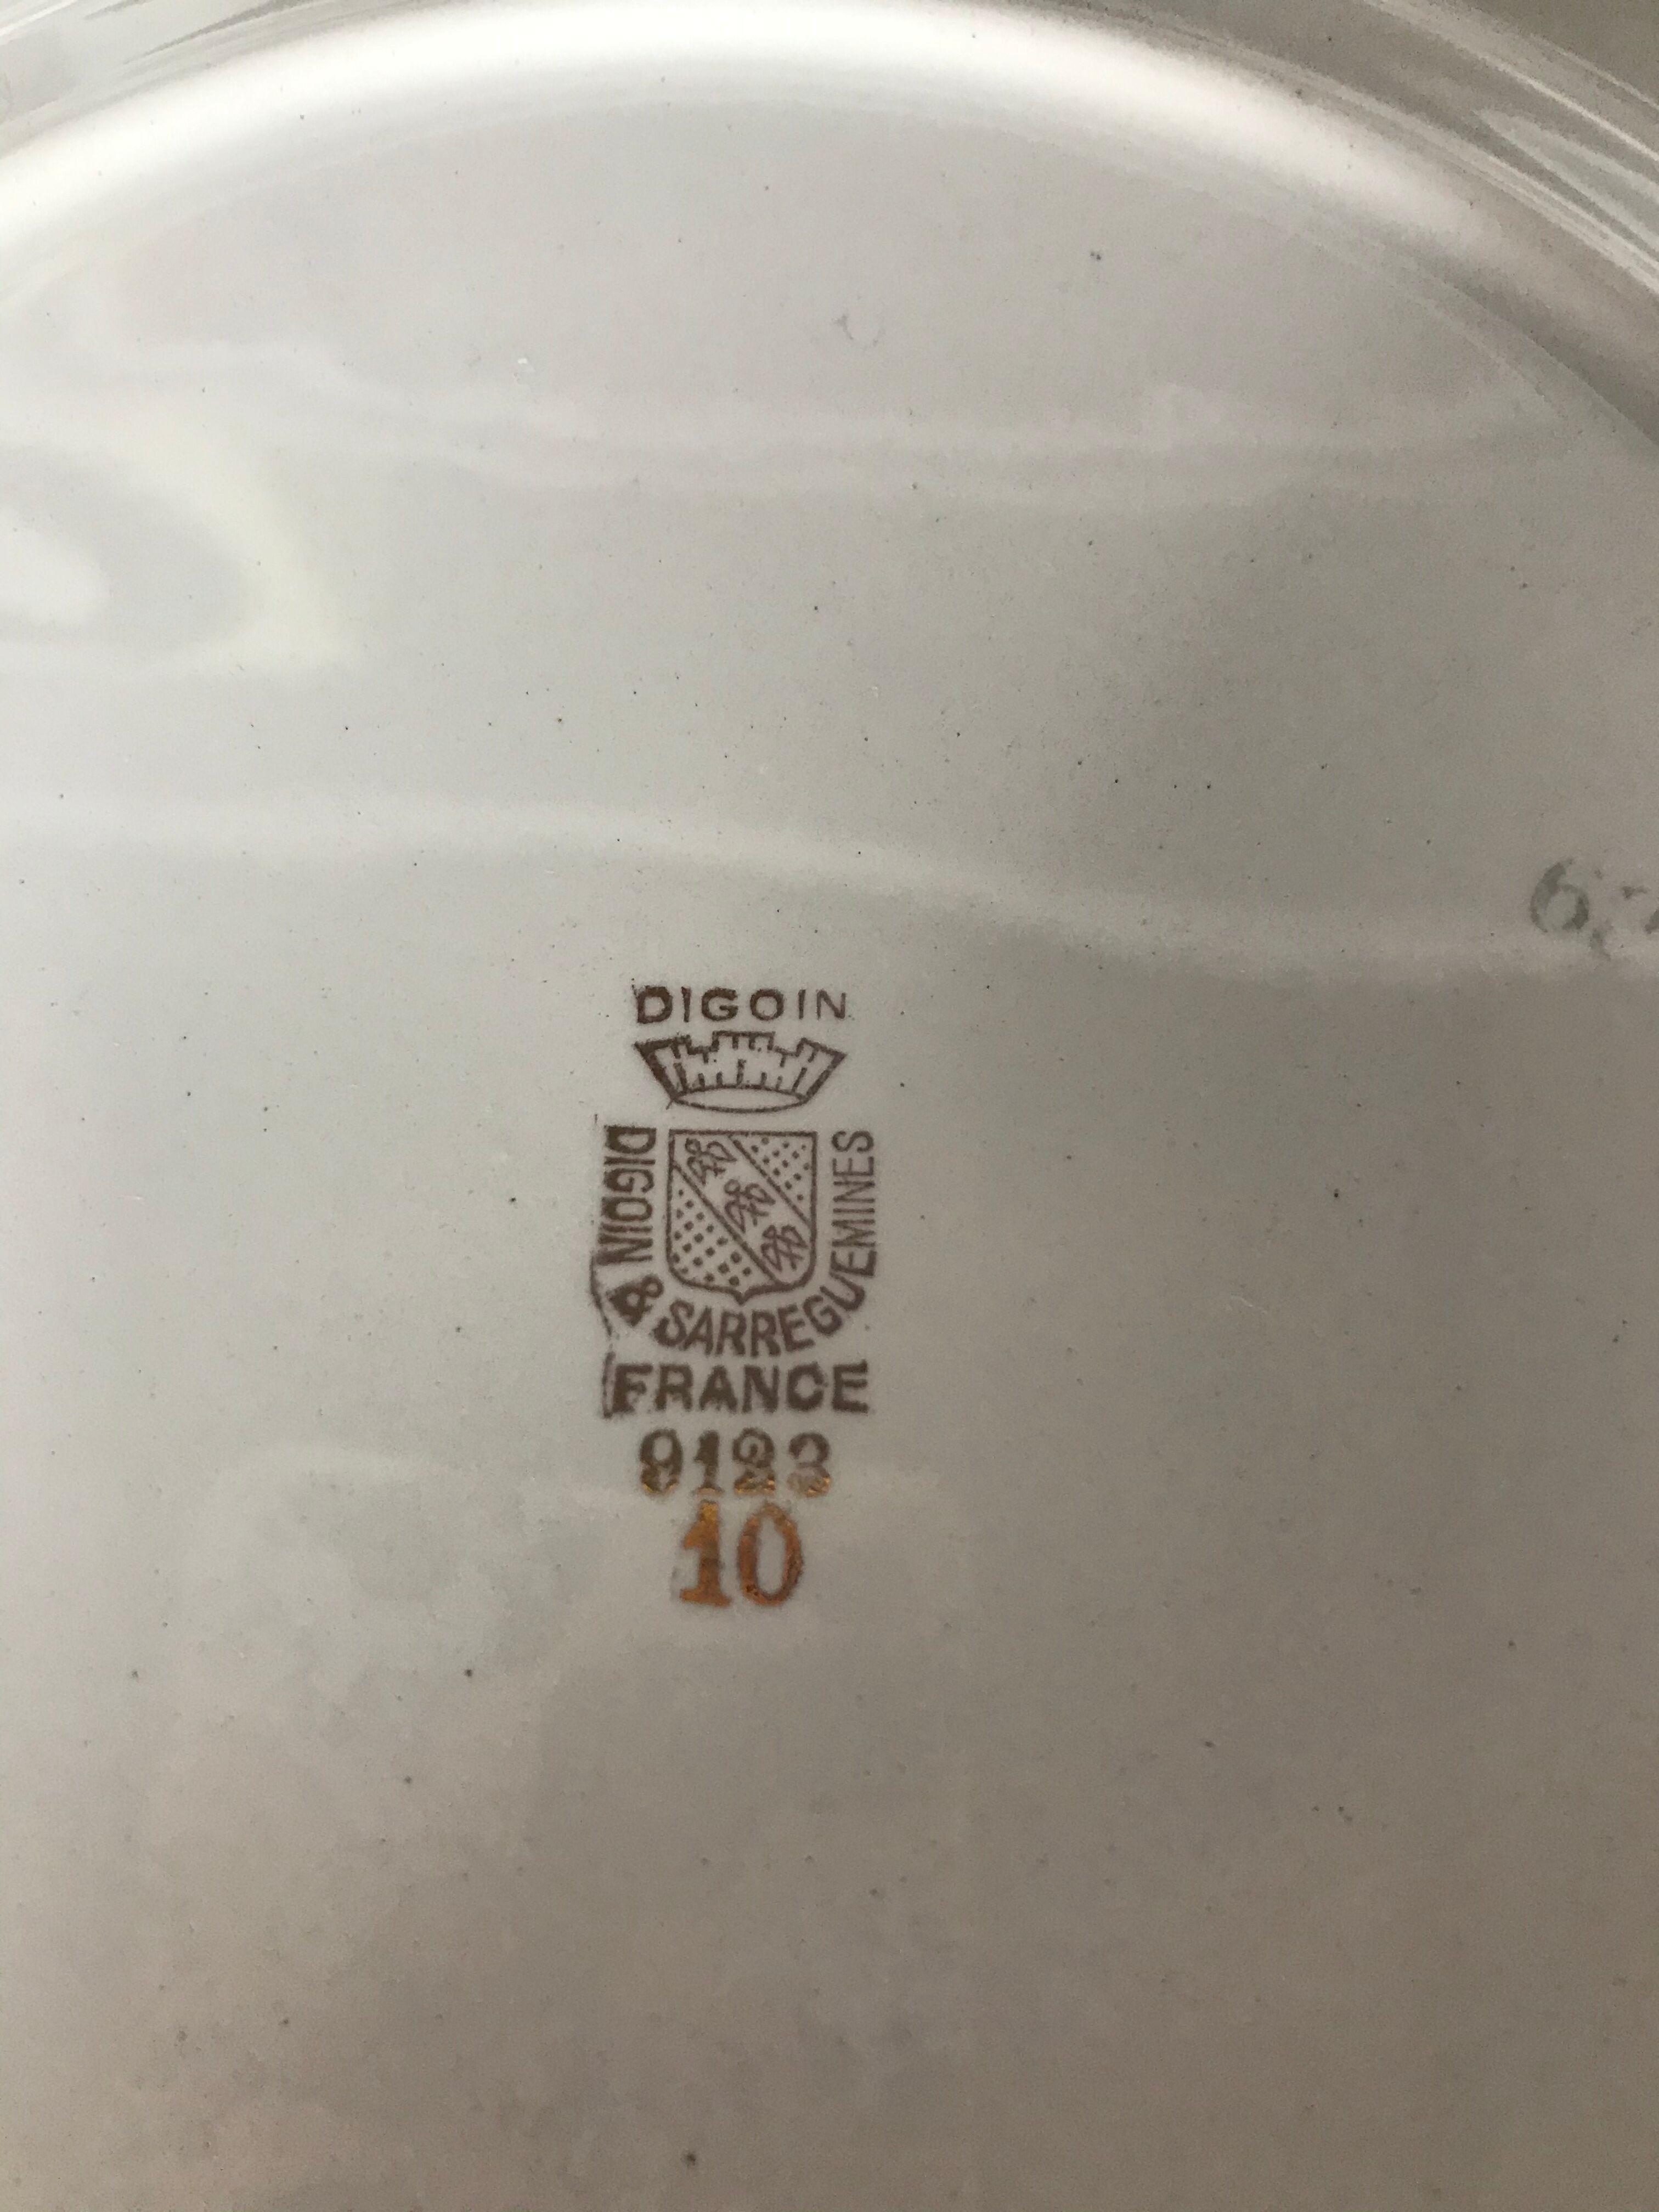 DIGOIN
DIGOIN & SARREGUEMINES
FRANCE
9123
10